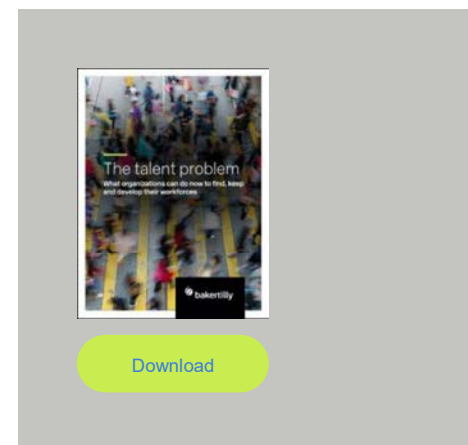 The talent problem
What organizations can do now to find, keep
and develop their workforces
bakertilly
Download